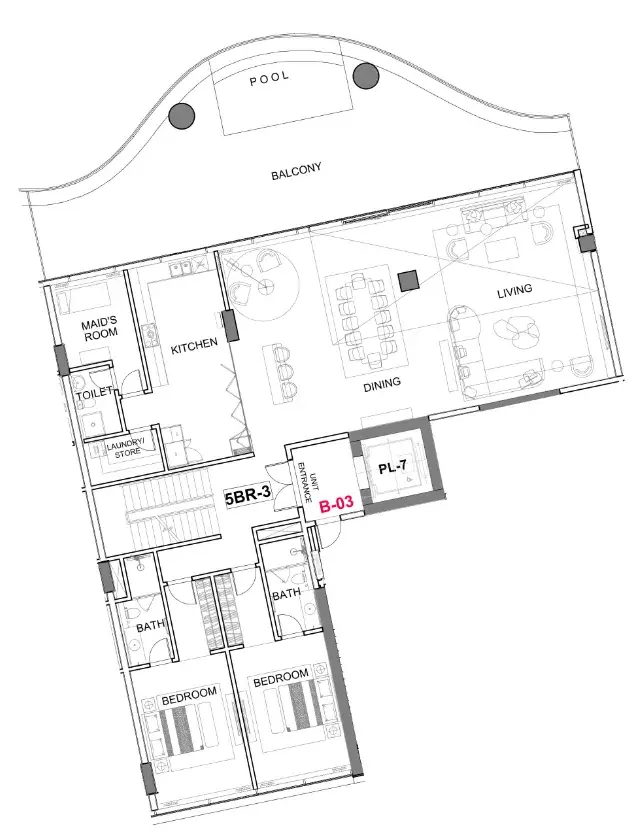 POOL
BALCONY
LIVING
MAID'S
ROOM
KITCHEN
DINING
TOILET
LAUNDRY/
STORE
PL-7
UNIT
ENTRANCE
5BR-3
B-03
BATH
BATH
BEDROOM
BEDROOM